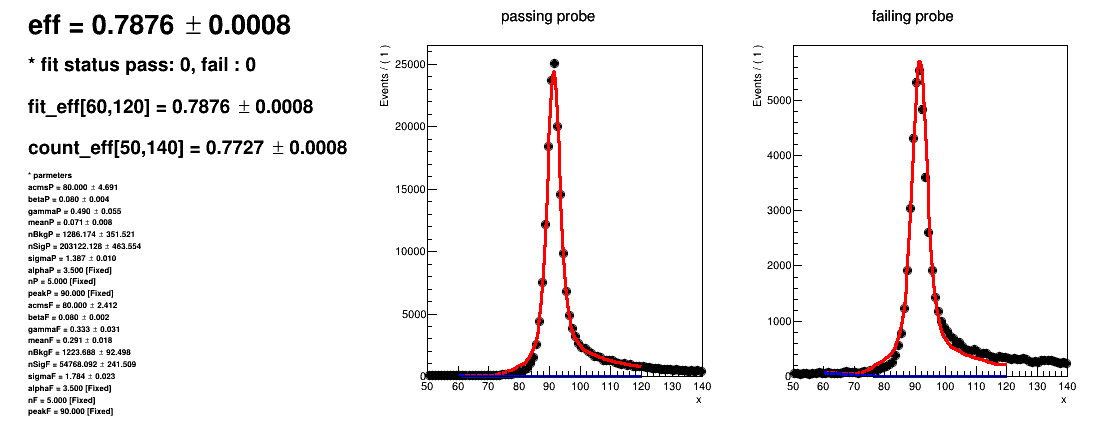 eff = 0.7876 ± 0.0008
* fit status pass: 0, fail : 0
fit_eff[60,120] = 0.7876 ± 0.0008
count_eff[50,140] = 0.7727 ± 0.0008
* parmeters
acmsP = 80.000 ± 4.691
betaP = 0.080 ± 0.004
gammaP = 0.490 ± 0.055
meanP = 0.071 ± 0.008
nBkgP = 1286.174 ± 351.521
nSigP = 203122.128 ± 463.554
sigmaP = 1.387 ± 0.010
alphaP = 3.500 [Fixed]
nP = 5.000 [Fixed]
peakP = 90.000 [Fixed]
acmsF = 80.000 ± 2.412
betaF = 0.080 ± 0.002
gammaF = 0.333 ± 0.031
meanF = 0.291 ± 0.018
nBkgF = 1223.688 ± 92.498
nSigF = 54768.092 ± 241.509
sigmaF = 1.784 ± 0.023
alphaF = 3.500 [Fixed]
nF = 5.000 [Fixed]
peakF = 90.000 [Fixed]
passing probe
Events / ( 1 )
25000
20000
15000
10000
5000
0
50 60 70 80 90 100 110 120 130 140
x
failing probe
Events / ( 1 )
5000
4000
3000
2000
1000
0
50 60 70 80 90 100 110 120 130 140
x